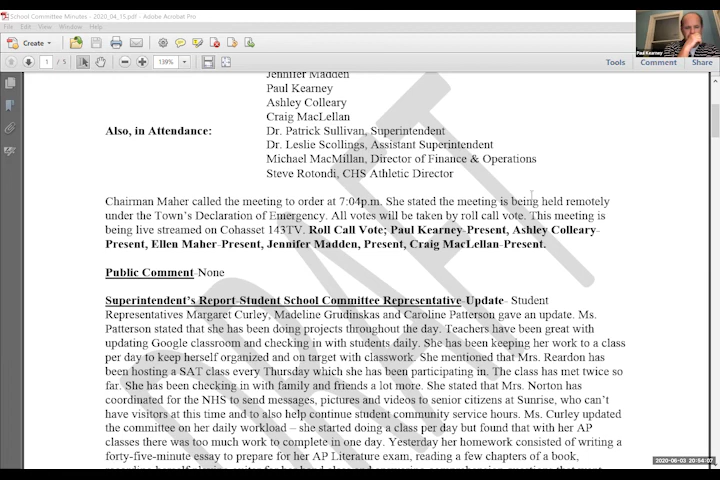 School Committee Minutes - 2020_04_15.pdf - Adobe Acrobat Pro
File Edit View Window Help
Create
1 / 5 139%
Tools Comment Share
Paul Kearney
Jennifer Madden
Paul Kearney
Ashley Colleary
Craig MacLellan
Also, in Attendance: Dr. Patrick Sullivan, Superintendent
Dr. Leslie Scollings, Assistant Superintendent
Michael MacMillan, Director of Finance & Operations
Steve Rotondi, CHS Athletic Director
Chairman Maher called the meeting to order at 7:04p.m. She stated the meeting is being held remotely
under the Town's Declaration of Emergency. All votes will be taken by roll call vote. This meeting is
being live streamed on Cohasset 143TV. Roll Call Vote; Paul Kearney-Present, Ashley Colleary-
Present, Ellen Maher-Present, Jennifer Madden, Present, Craig MacLellan-Present.
Public Comment-None
Superintendent's Report-Student School Committee Representative-Update- Student
Representatives Margaret Curley, Madeline Grudinskas and Caroline Patterson gave an update. Ms.
Patterson stated that she has been doing projects throughout the day. Teachers have been great with
updating Google classroom and checking in with students daily. She has been keeping her work to a class
per day to keep herself organized and on target with classwork. She mentioned that Mrs. Reardon has
been hosting a SAT class every Thursday which she has been participating in. The class has met twice so
far. She has been checking in with family and friends a lot more. She stated that Mrs. Norton has
coordinated for the NHS to send messages, pictures and videos to senior citizens at Sunrise, who can't
have visitors at this time and to also help continue student community service hours. Ms. Curley updated
the committee on her daily workload – she started doing a class per day but found that with her AP
classes there was too much work to complete in one day. Yesterday her homework consisted of writing a
forty-five-minute essay to prepare for her AP Literature exam, reading a few chapters of a book,
DRAFT
2020-06-03 20:54:07